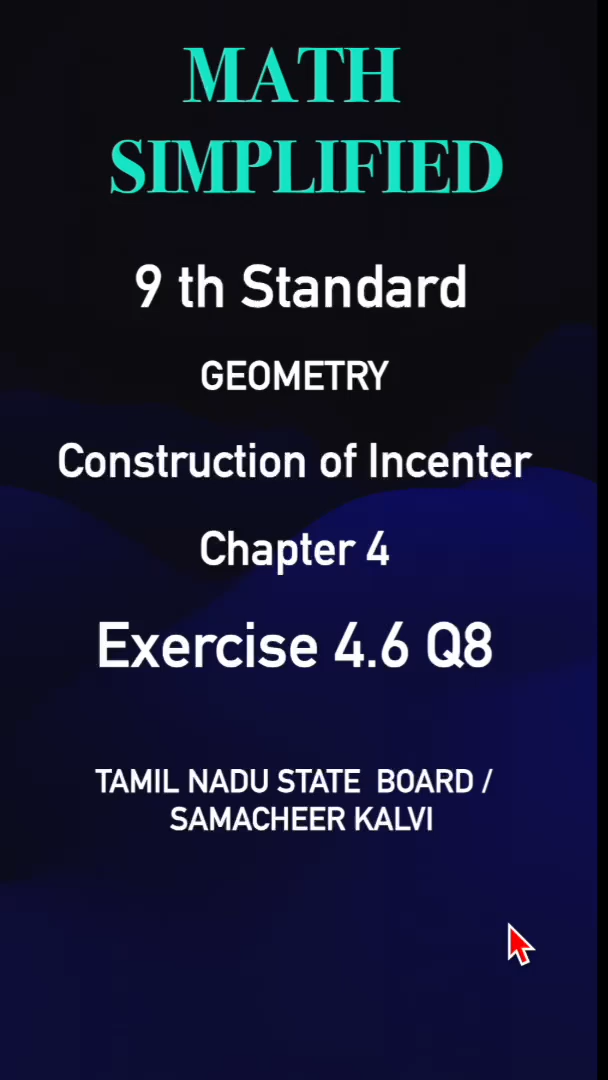 MATH
SIMPLIFIED
9 th Standard
GEOMETRY
Construction of Incenter
Chapter 4
Exercise 4.6 Q8
TAMIL NADU STATE BOARD /
SAMACHEER KALVI